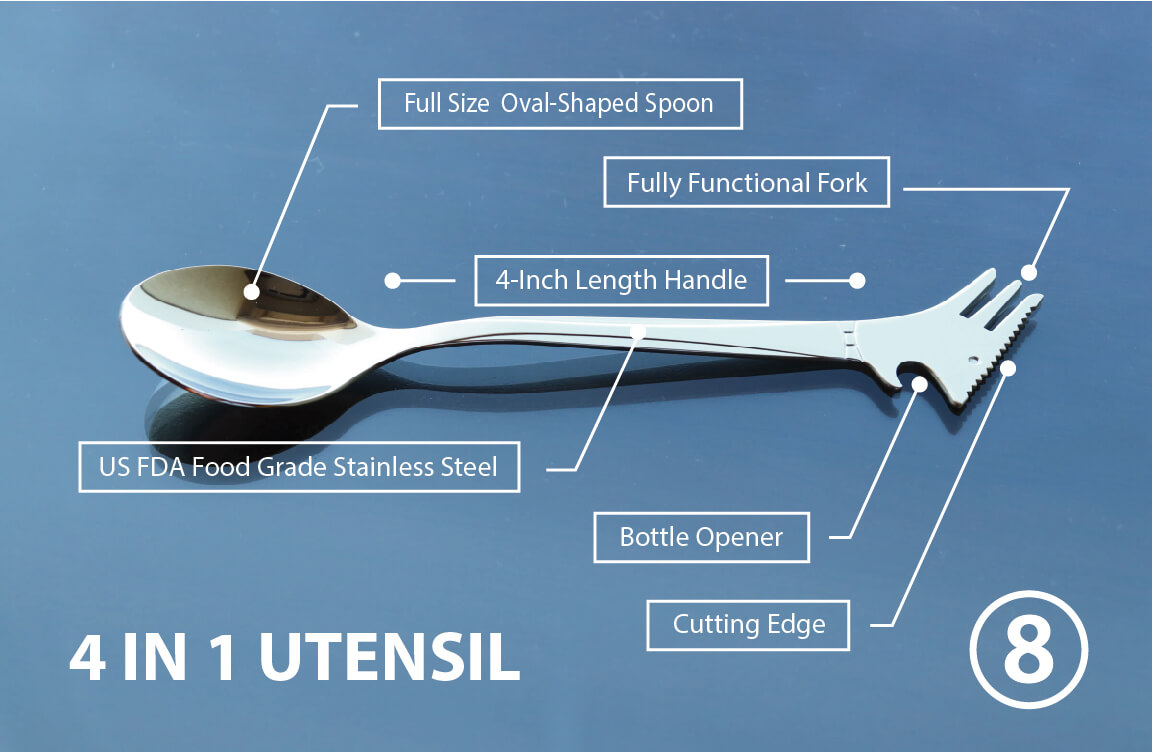 Full Size Oval-Shaped Spoon
Fully Functional Fork
4-Inch Length Handle
US FDA Food Grade Stainless Steel
Bottle Opener
Cutting Edge
4 IN 1 UTENSIL
8